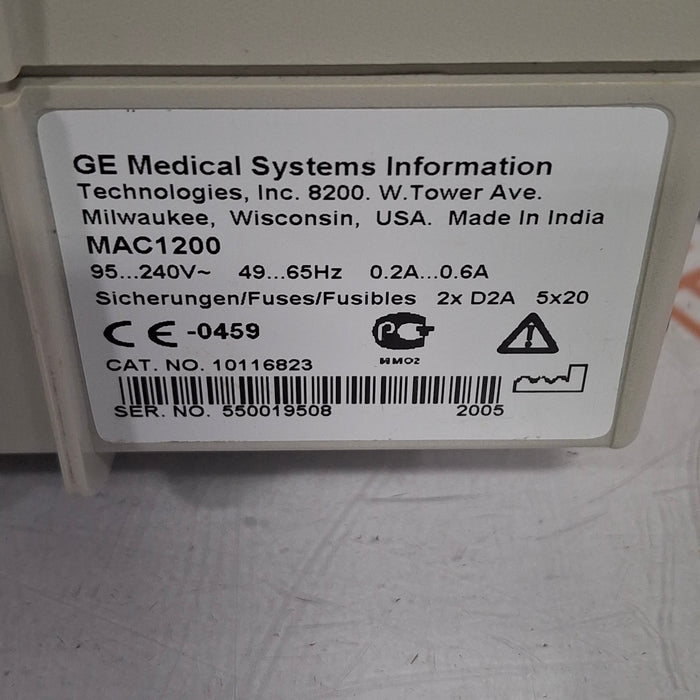 GE Medical Systems Information
Technologies, Inc. 8200. W.Tower Ave.
Milwaukee, Wisconsin, USA. Made In India
MAC1200
95...240V~ 49...65Hz 0.2A...0.6A
Sicherungen/Fuses/Fusibles 2x D2A 5x20
CE-0459
PCT
MM02
CAT. NO. 10116823
SER. NO. 550019508 2005